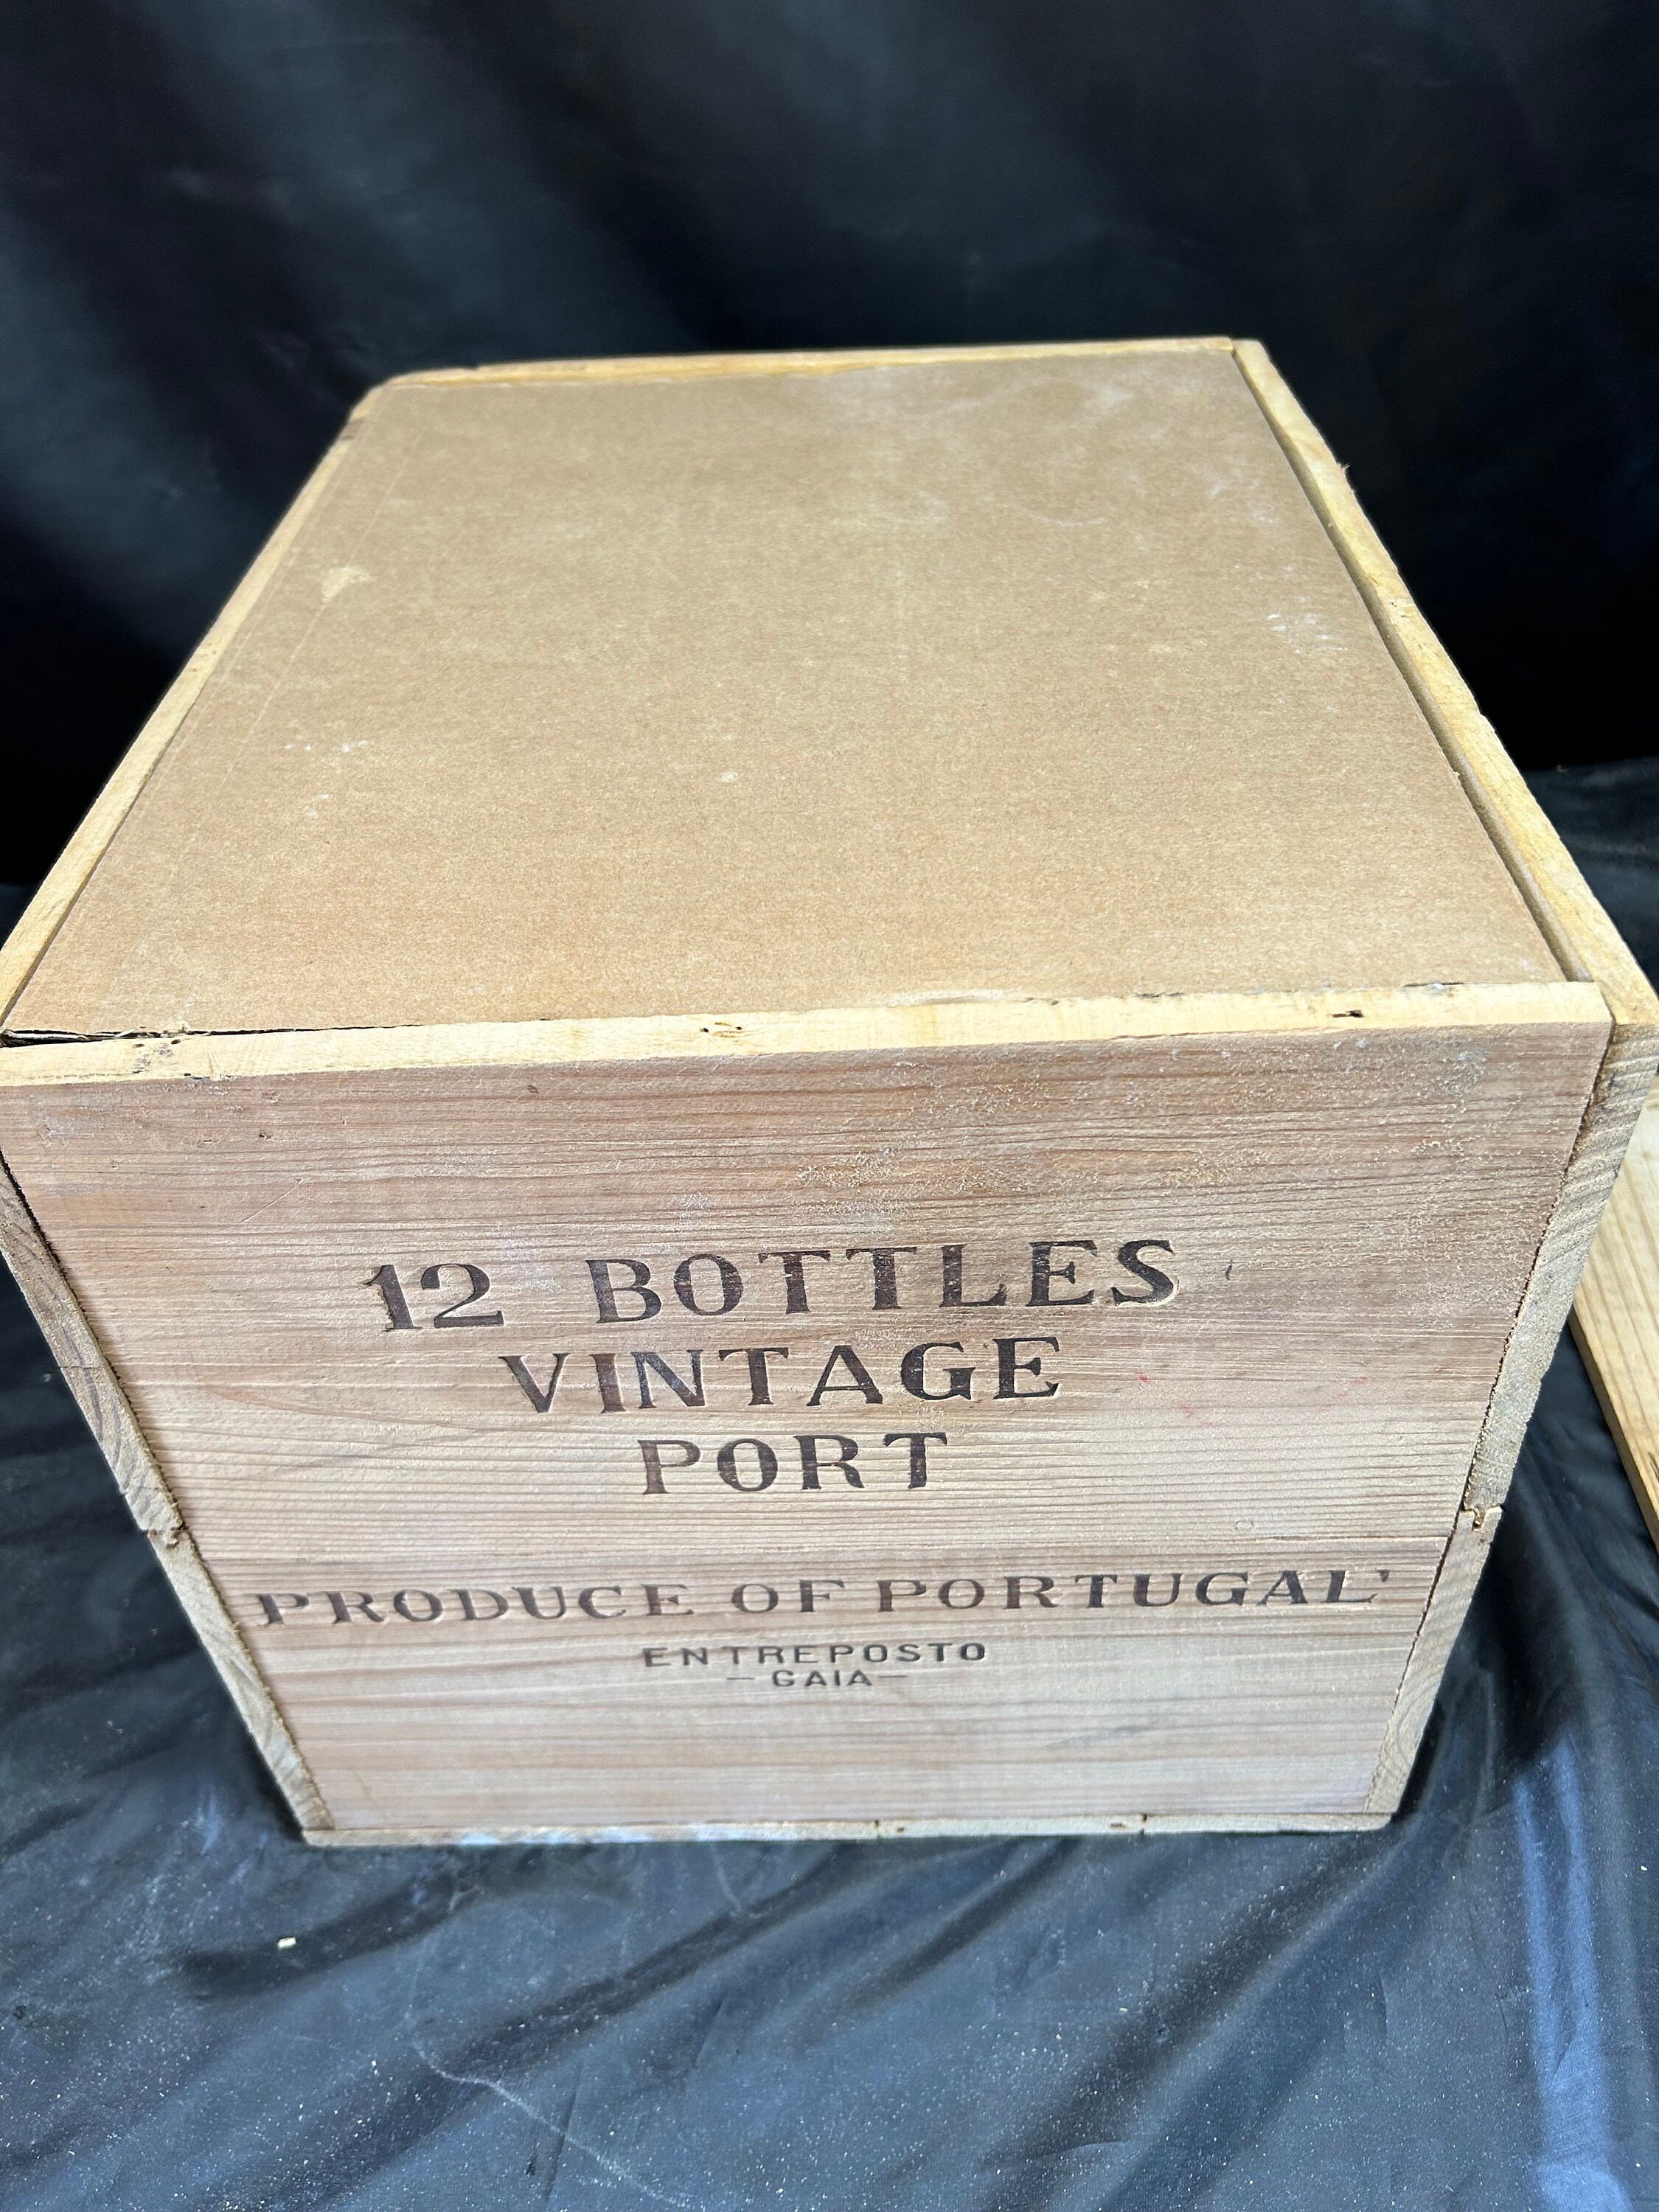 12 BOTTLES
VINTAGE
PORT
PRODUCE OF PORTUGAL
ENTREPOSTO
—GAIA—